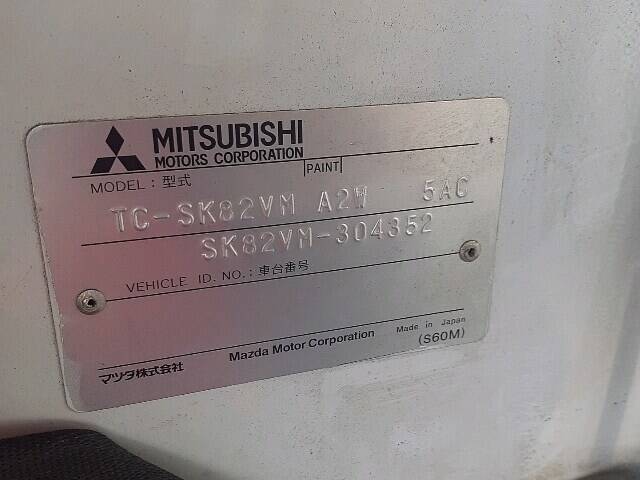 MITSUBISHI
MOTORS CORPORATION
PAINT
MODEL : 型式
TC-SK82VM A2W 5AC
SK82VM-304352
VEHICLE ID. NO. : 車台番号
Mazda Motor Corporation
Made in Japan
(S60M)
マツダ株式会社